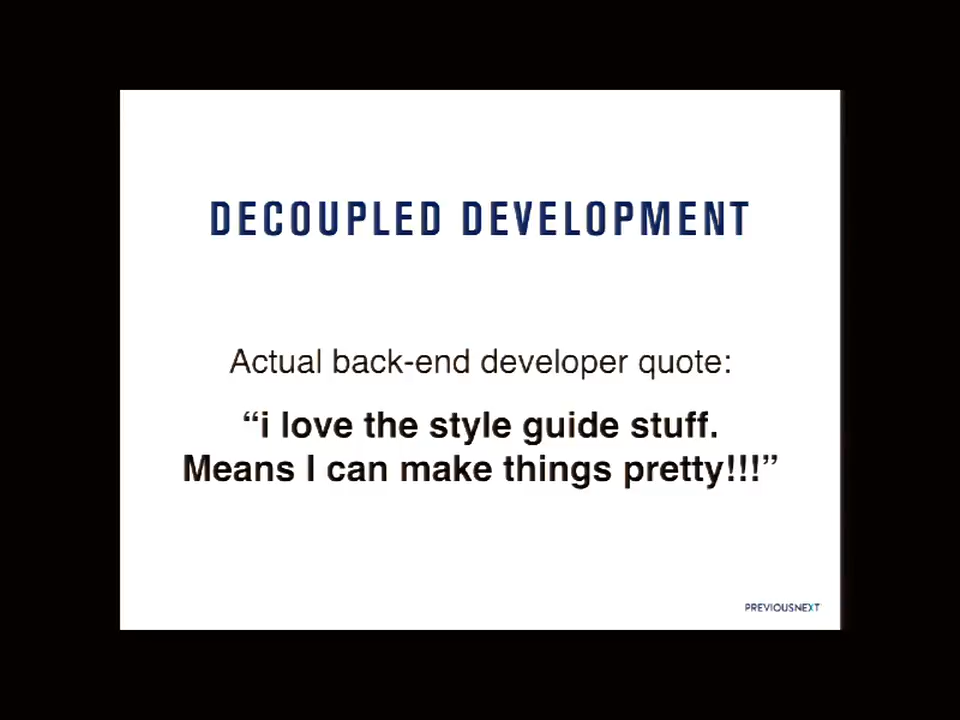 DECOUPLED DEVELOPMENT
Actual back-end developer quote:
“i love the style guide stuff.
Means I can make things pretty!!!”
PREVIOUSNEXT